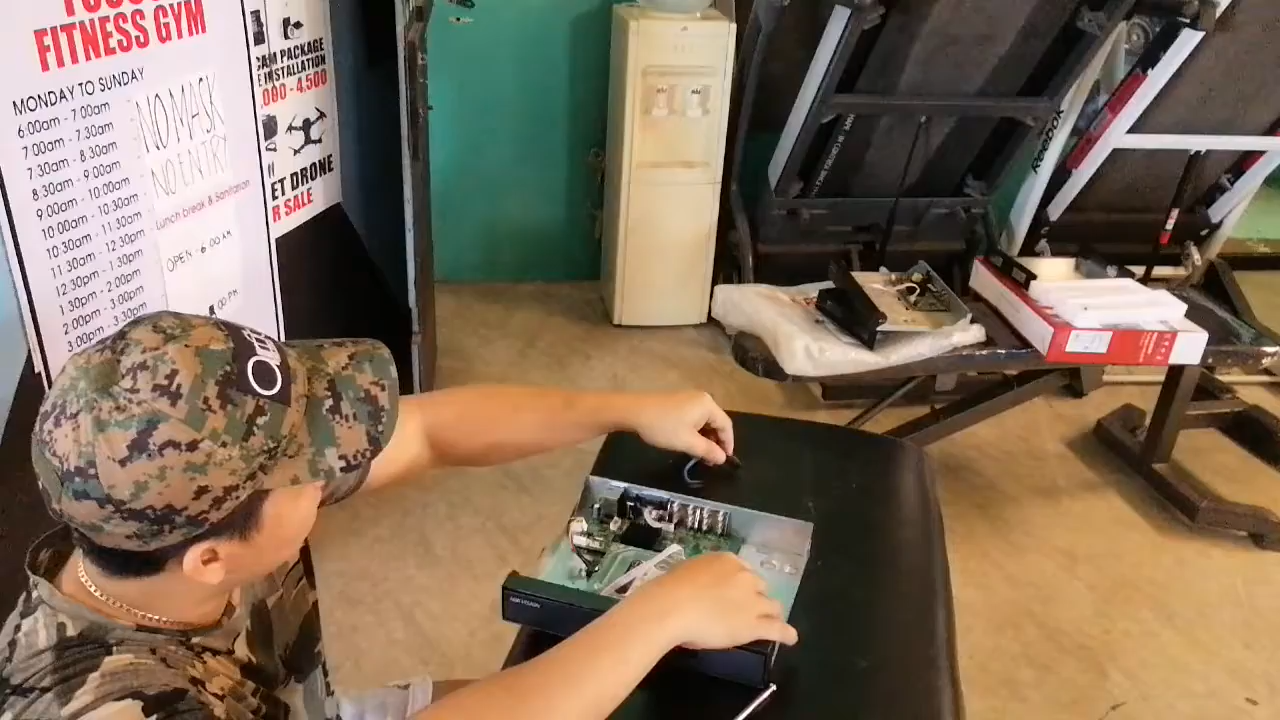 FITNESS GYM
MONDAY TO SUNDAY
6:00am - 7:00am
7:00am - 7:30am
7:30am - 8:30am
8:30am - 9:00am
9:00am - 10:00am
10:00am - 10:30am
10:30am - 11:30am
11:30am - 12:30pm - Lunch break & Sanitation
12:30pm - 1:30pm
1:30pm - 2:00pm
2:00pm - 3:00pm
3:00pm - 3:30pm
NO MASK
NO ENTRY
OPEN - 6:00 AM
:00 PM
CAM PACKAGE
E INSTALLATION
,000 - 4,500
ET DRONE
R SALE
Reebok
HIKVISION